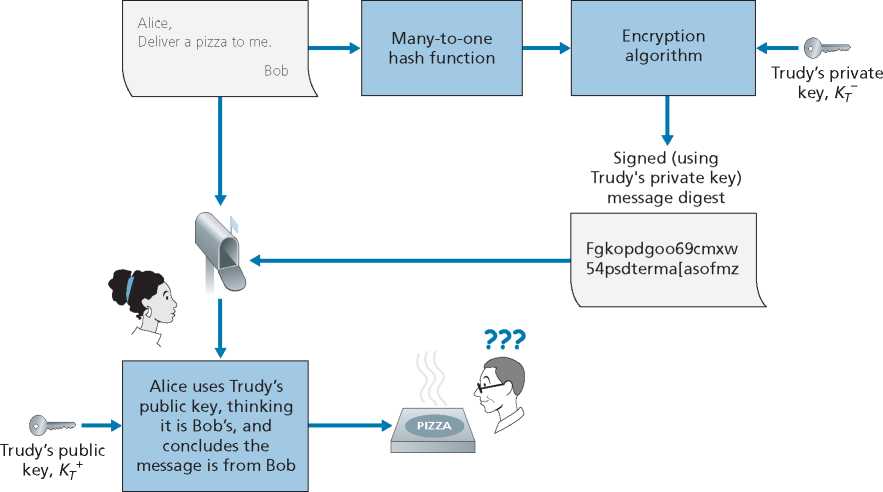 Alice,
Deliver a pizza to me.
Bob
Many-to-one
hash function
Encryption
algorithm
Trudy’s private
key, K_T^−
Signed (using
Trudy's private key)
message digest
Fgkopdgoo69cmxw
54psdterma[asofmz
Alice uses Trudy’s
public key, thinking
it is Bob’s, and
concludes the
message is from Bob
Trudy’s public
key, K_T^+
PIZZA
???